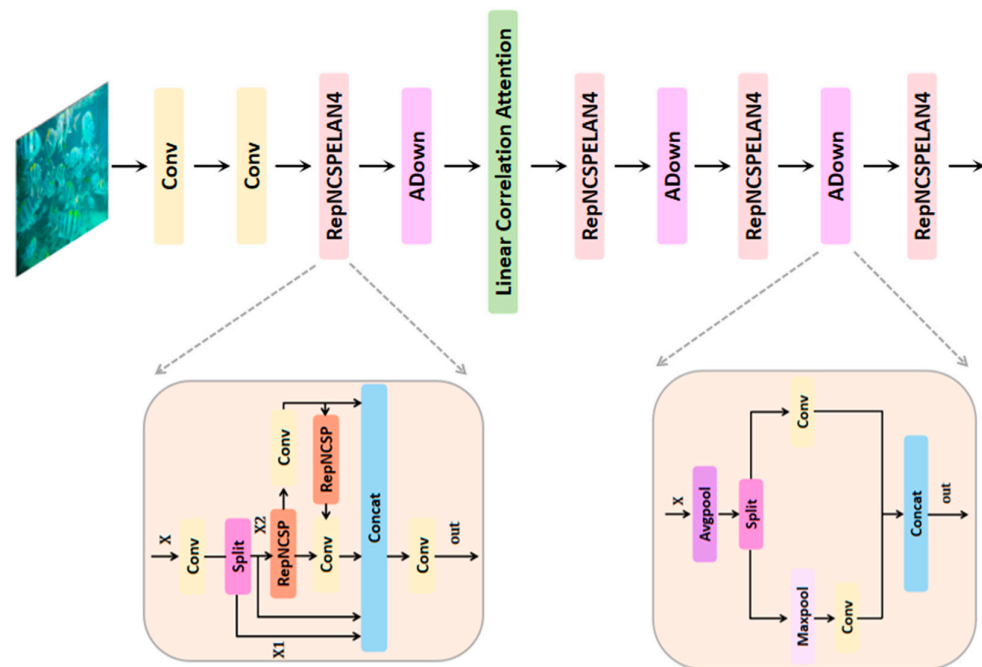 Conv
Conv
RepNCSPELAN4
ADown
Linear Correlation Attention
RepNCSPELAN4
ADown
RepNCSPELAN4
ADown
RepNCSPELAN4
X
Conv
Split
X1
X2
RepNCSP
Conv
RepNCSP
Conv
Concat
Conv
out
X
Avgpool
Split
Conv
Maxpool
Conv
Concat
out